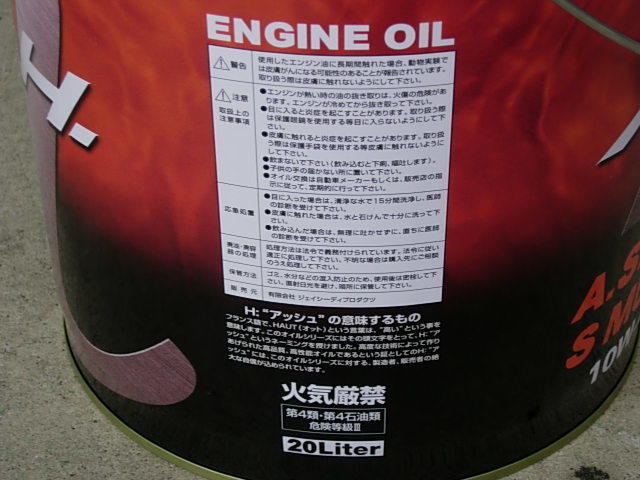 H.
ENGINE OIL
警告
使用したエンジン油に長期間触れた場合、動物実験で
は皮膚がんになる可能性のあることが報告されています。
取り扱う際は皮膚に触れないようにして下さい。
注意
取扱上の
注意事項
●エンジンが熱い時の油の抜き取りは、火傷の危険があ
ります。エンジンが冷めてから抜き取って下さい。
●目に入ると炎症を起こすことがあります。取り扱う際
は保護眼鏡を使用する等目に入らないようにして下
さい。
●皮膚に触れると炎症を起こすことがあります。取り扱
う際は保護手袋を使用する等皮膚に触れないように
して下さい。
●飲まないで下さい(飲み込むと下痢、嘔吐します)。
●子供の手の届かない所に置いて下さい。
●オイル交換は自動車メーカーもしくは、販売店の指
示に従って、定期的に行って下さい。
応急処置
●目に入った場合は、清浄な水で15分間洗浄し、医師
の診断を受けて下さい。
●皮膚に触れた場合は、水と石けんで十分に洗って下
さい。
●飲み込んだ場合は、無理に吐かせずに、直ちに医師
の診断を受けて下さい。
廃油・廃容
器の処理
処理方法は法令で義務付けられています。法令に従い
適正に処理して下さい。不明な場合は購入先にご相談
のうえ処理して下さい。
保管方法
ゴミ、水分などの混入防止のため、使用後は密栓して下
さい。直射日光を避け、暗所に保管して下さい。
販売元
有限会社 ジェイシーディプロダクツ
H:"アッシュ"の意味するもの
フランス語で、HAUT(オット)という言葉は、"高い"という事を
意味します。このオイルシリーズにはその頭文字をとって、H:"ア
ッシュ"というネーミングを授けました。高度な技術によって作り
あげられた高品質、高性能オイルであるという証としてのH:"ア
ッシュ"には、このオイルシリーズに対する、製造者、販売者の絶
大な自信が込められています。
火気厳禁
第4類・第4石油類
危険等級Ⅲ
20Liter
A.S
S M
10W